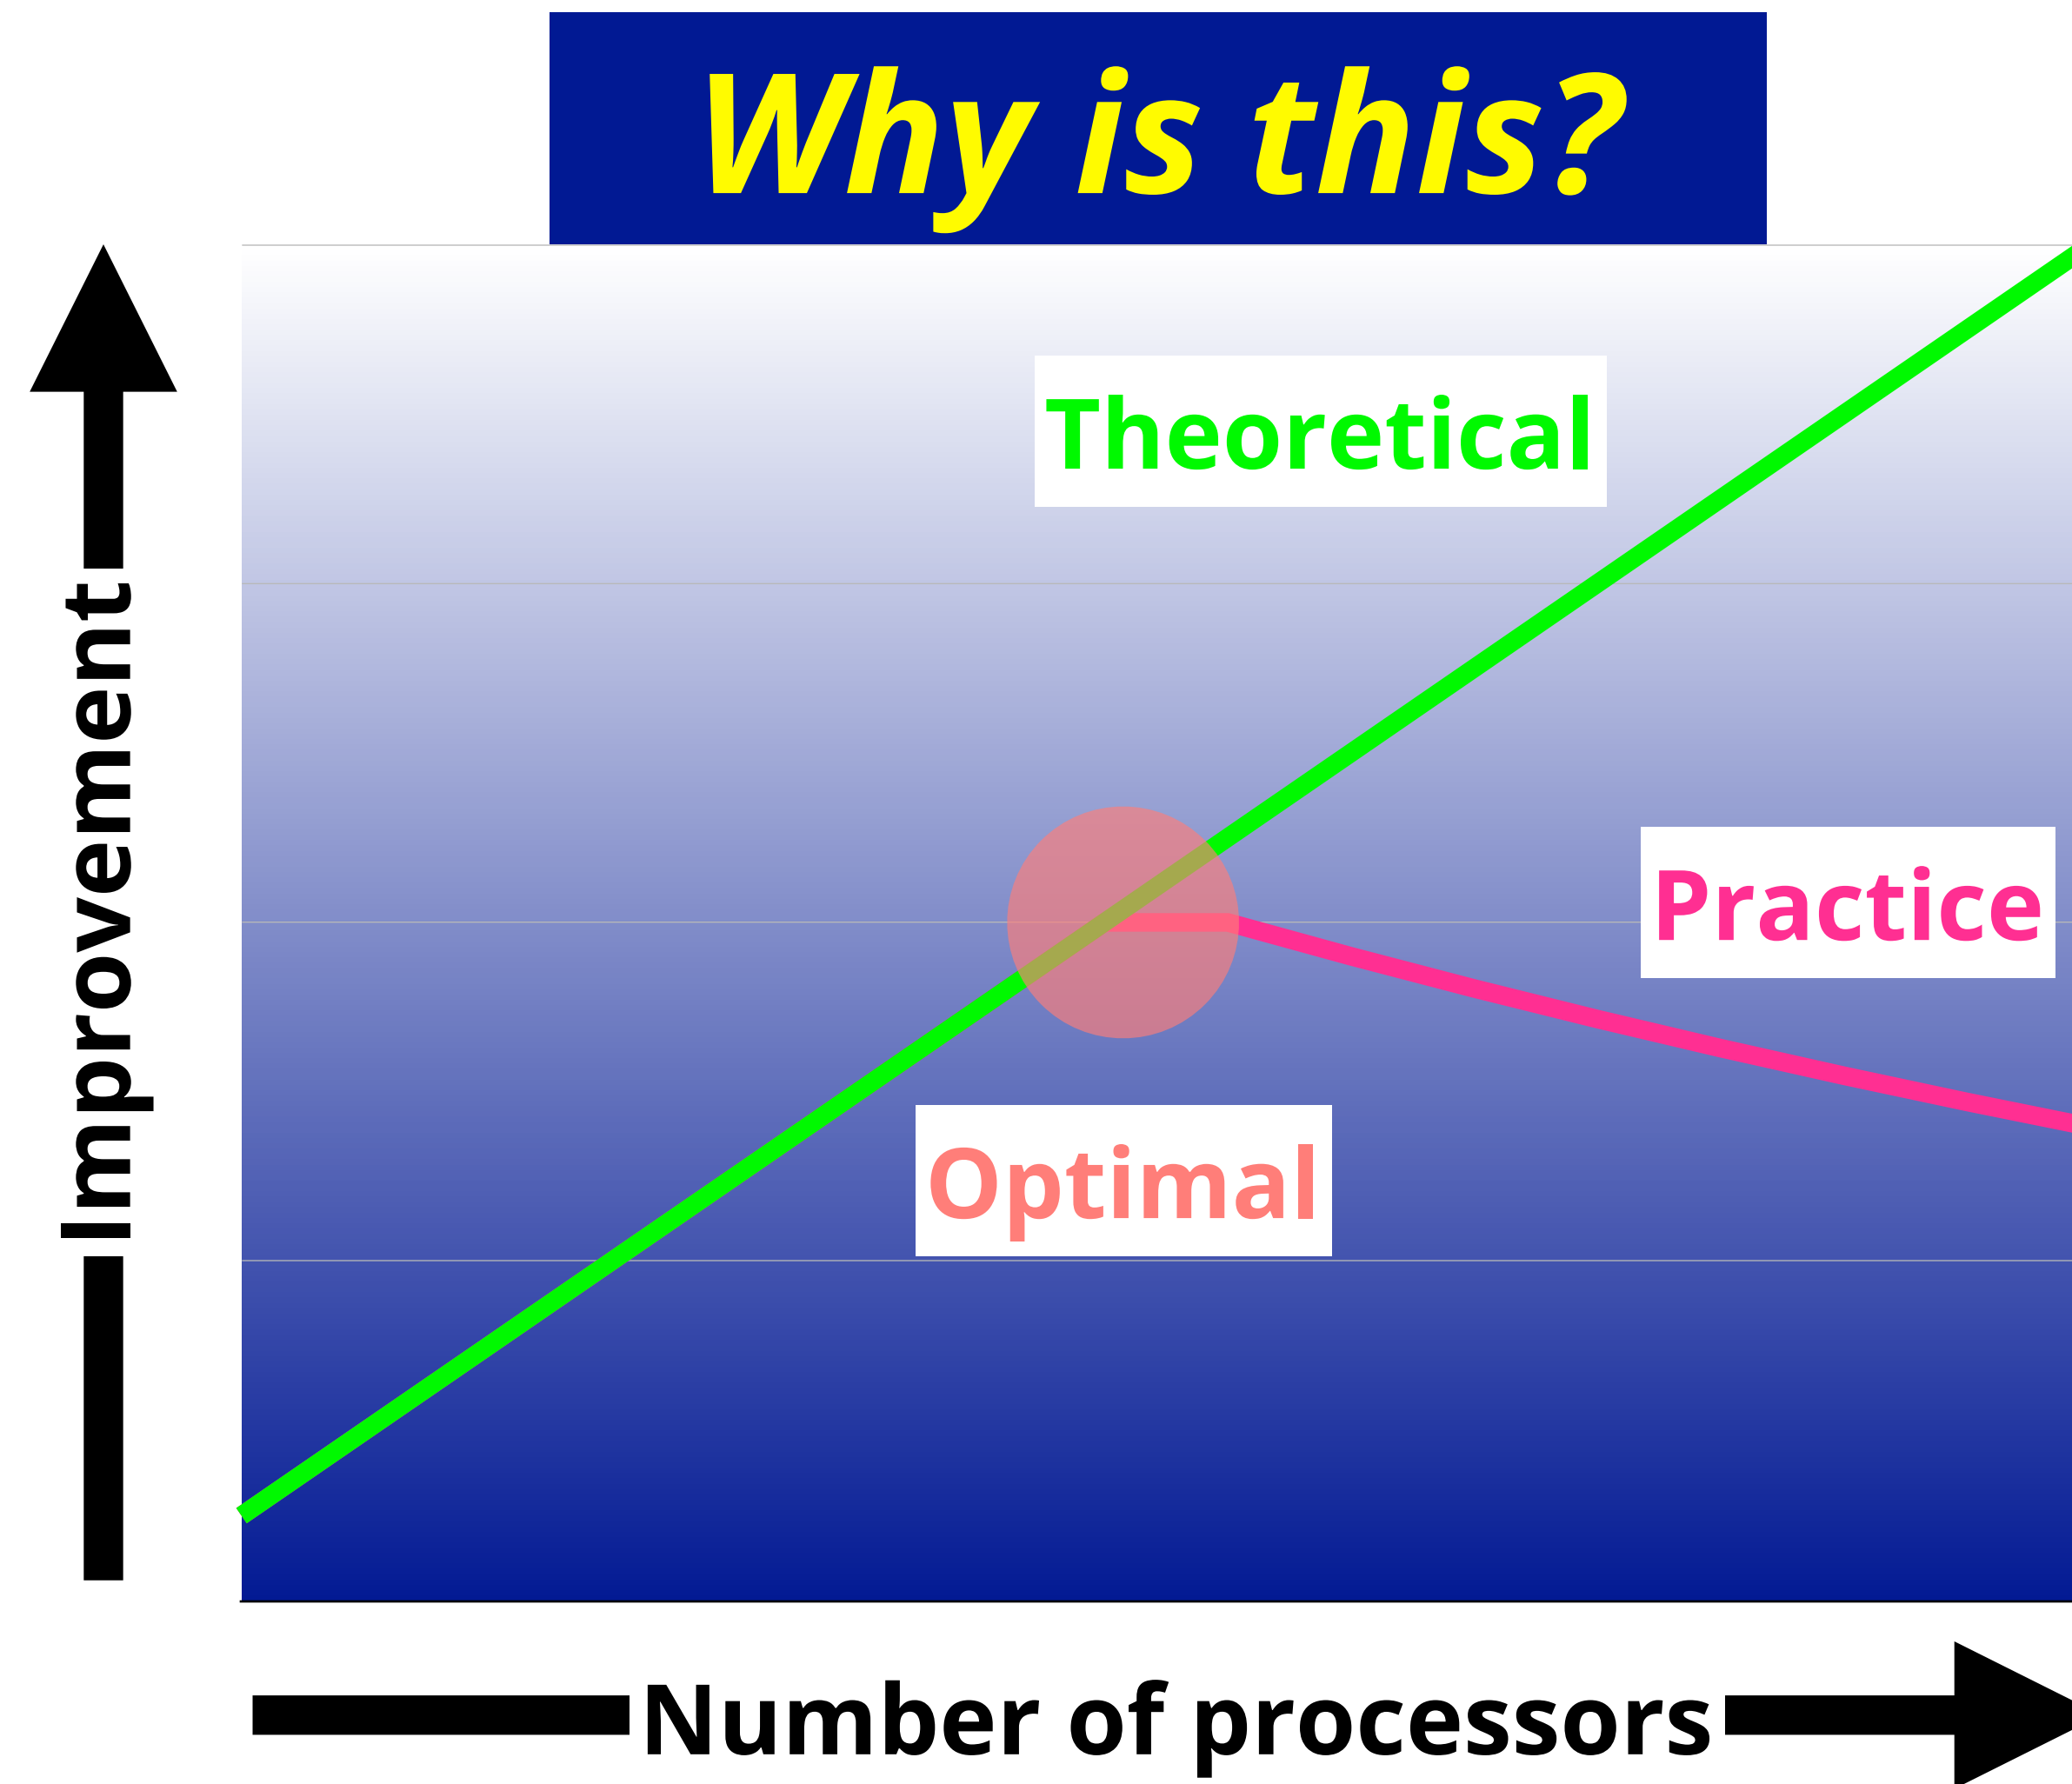 Why is this?
Theoretical
Improvement
Practice
Optimal
Number of processors